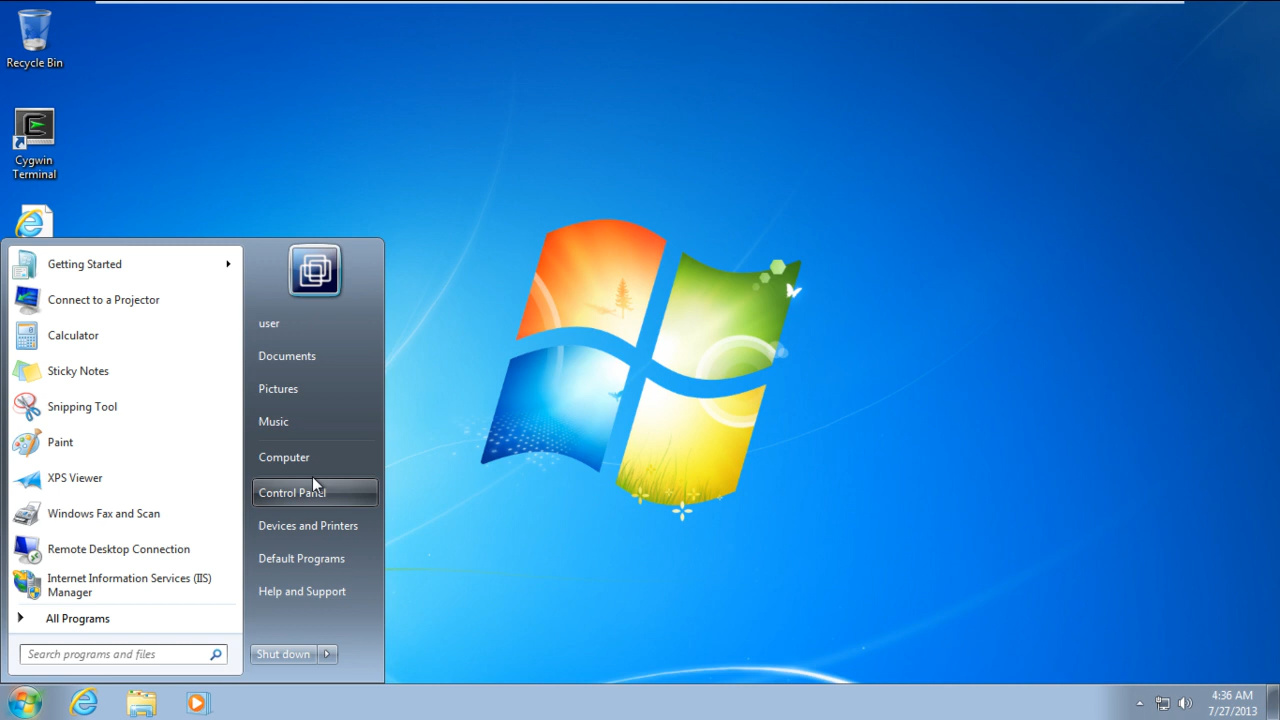 Recycle Bin
Cygwin
Terminal
Getting Started
Connect to a Projector
Calculator
Sticky Notes
Snipping Tool
Paint
XPS Viewer
Windows Fax and Scan
Remote Desktop Connection
Internet Information Services (IIS)
Manager
All Programs
Search programs and files
user
Documents
Pictures
Music
Computer
Control Panel
Devices and Printers
Default Programs
Help and Support
Shut down
4:36 AM
7/27/2013